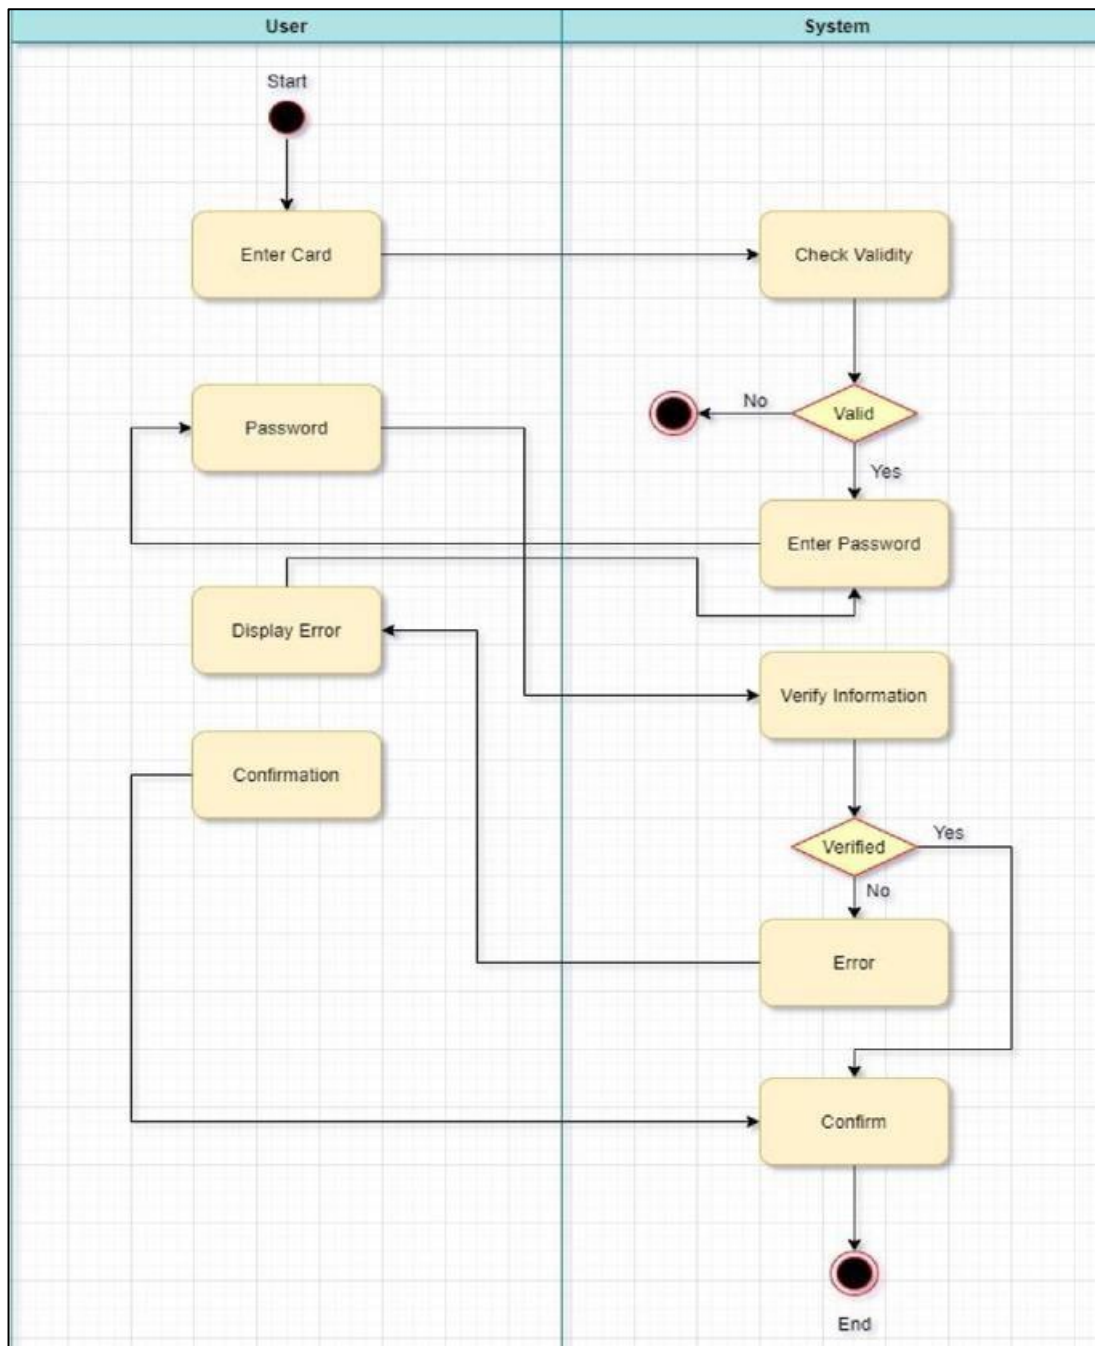 User
System
Start
Enter Card
Check Validity
No
Valid
Password
Yes
Enter Password
Display Error
Verify Information
Confirmation
Yes
Verified
No
Error
Confirm
End